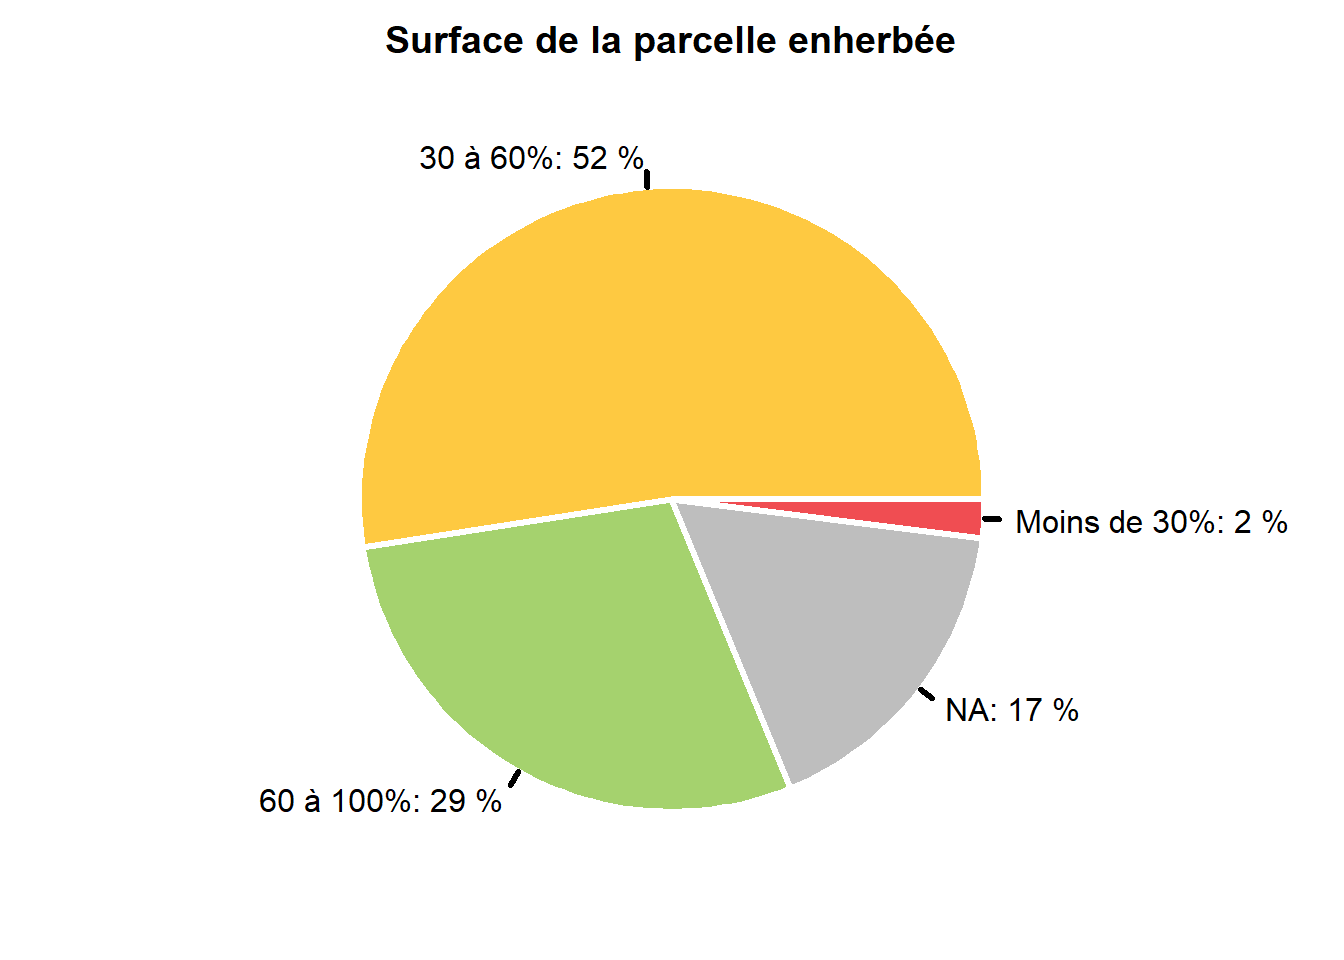 Surface de la parcelle enherbée
30 à 60%: 52 %
Moins de 30%: 2 %
NA: 17 %
60 à 100%: 29 %